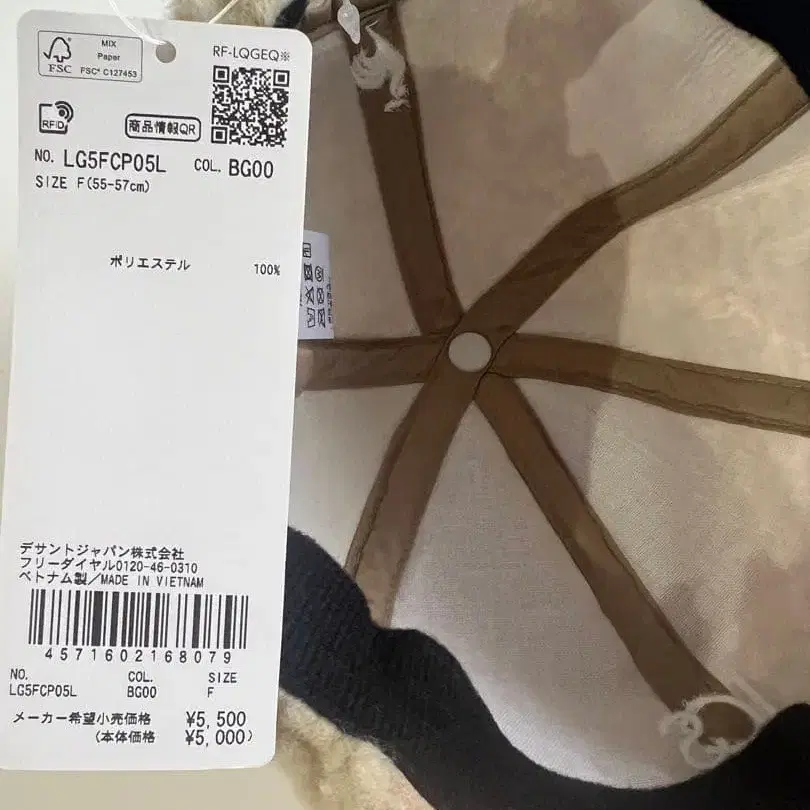 MIX
Paper
FSC
FSC® C127453
RF-LQGEQ※
RFID
商品情報QR
NO. LG5FCP05L COL. BG00
SIZE F(55-57cm)
ポリエステル 100%
デサントジャパン株式会社
フリーダイヤル0120-46-0310
ベトナム製/MADE IN VIETNAM
4571602168079
NO. COL. SIZE
LG5FCP05L BG00 F
メーカー希望小売価格 ¥5,500
(本体価格 ¥5,000)